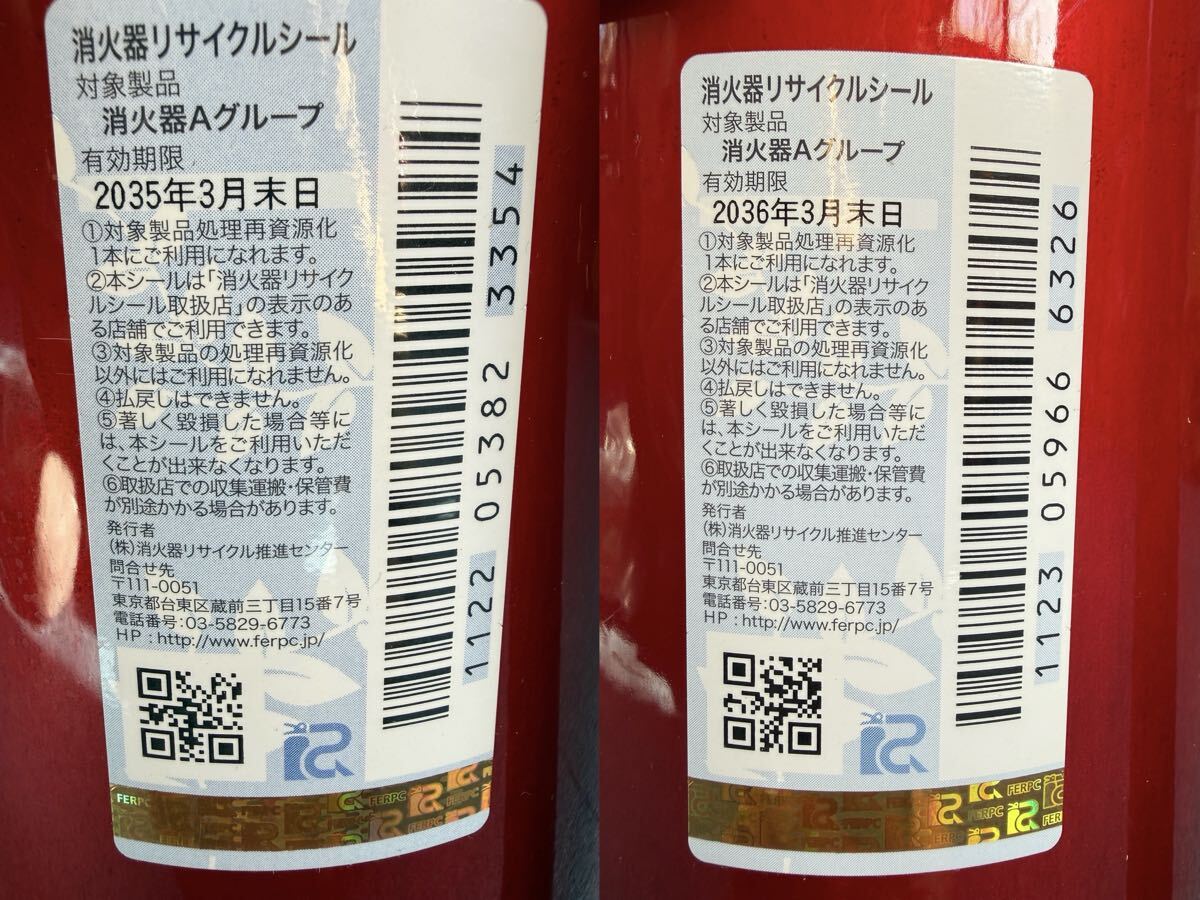 消火器リサイクルシール
対象製品
消火器Aグループ
有効期限
2035年3月末日
①対象製品処理再資源化
1本にご利用になれます。
②本シールは「消火器リサイク
ルシール取扱店」の表示のあ
る店舗でご利用できます。
③対象製品の処理再資源化
以外にはご利用になれません。
④払戻しはできません。
⑤著しく毀損した場合等に
は、本シールをご利用いただ
くことが出来なくなります。
⑥取扱店での収集運搬・保管費
が別途かかる場合があります。
発行者
(株)消火器リサイクル推進センター
問合せ先
〒111-0051
東京都台東区蔵前三丁目15番7号
電話番号:03-5829-6773
HP:http://www.ferpc.jp/
1122 05382 3354
FERPC
FERPC
FERPC
消火器リサイクルシール
対象製品
消火器Aグループ
有効期限
2036年3月末日
①対象製品処理再資源化
1本にご利用になれます。
②本シールは「消火器リサイク
ルシール取扱店」の表示のあ
る店舗でご利用できます。
③対象製品の処理再資源化
以外にはご利用になれません。
④払戻しはできません。
⑤著しく毀損した場合等に
は、本シールをご利用いただ
くことが出来なくなります。
⑥取扱店での収集運搬・保管費
が別途かかる場合があります。
発行者
(株)消火器リサイクル推進センター
問合せ先
〒111-0051
東京都台東区蔵前三丁目15番7号
電話番号:03-5829-6773
HP:http://www.ferpc.jp/
1123 05966 6326
FERPC
FERPC